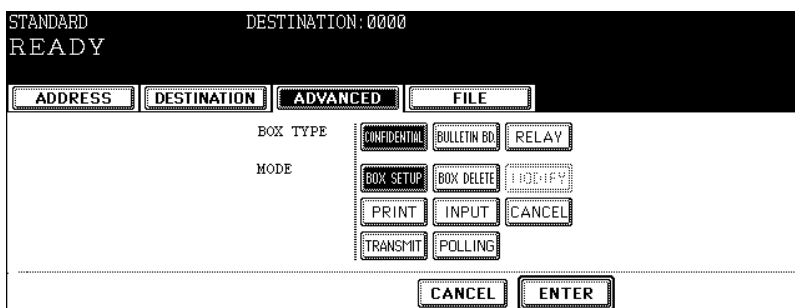 STANDARD DESTINATION:0000
READY
ADDRESS DESTINATION ADVANCED FILE
BOX TYPE CONFIDENTIAL BULLETIN BD. RELAY
MODE BOX SETUP BOX DELETE MODIFY
PRINT INPUT CANCEL
TRANSMIT POLLING
CANCEL ENTER